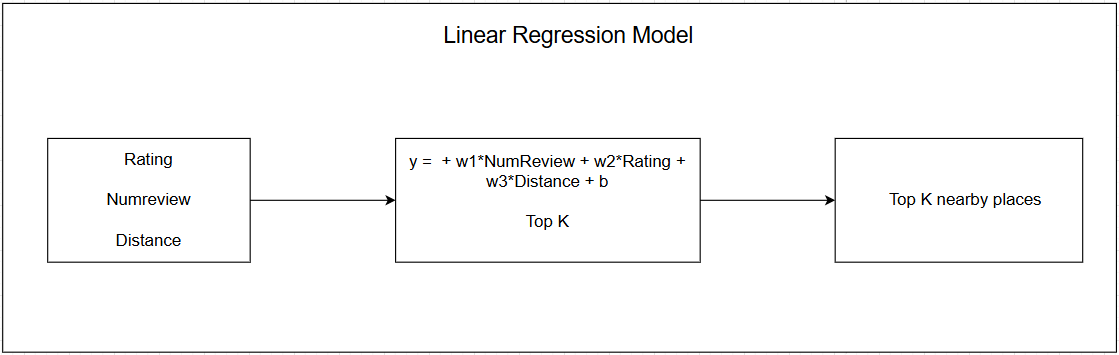 Linear Regression Model
Rating
Numreview
Distance
y =  + w1*NumReview + w2*Rating +
w3*Distance + b
Top K
Top K nearby places